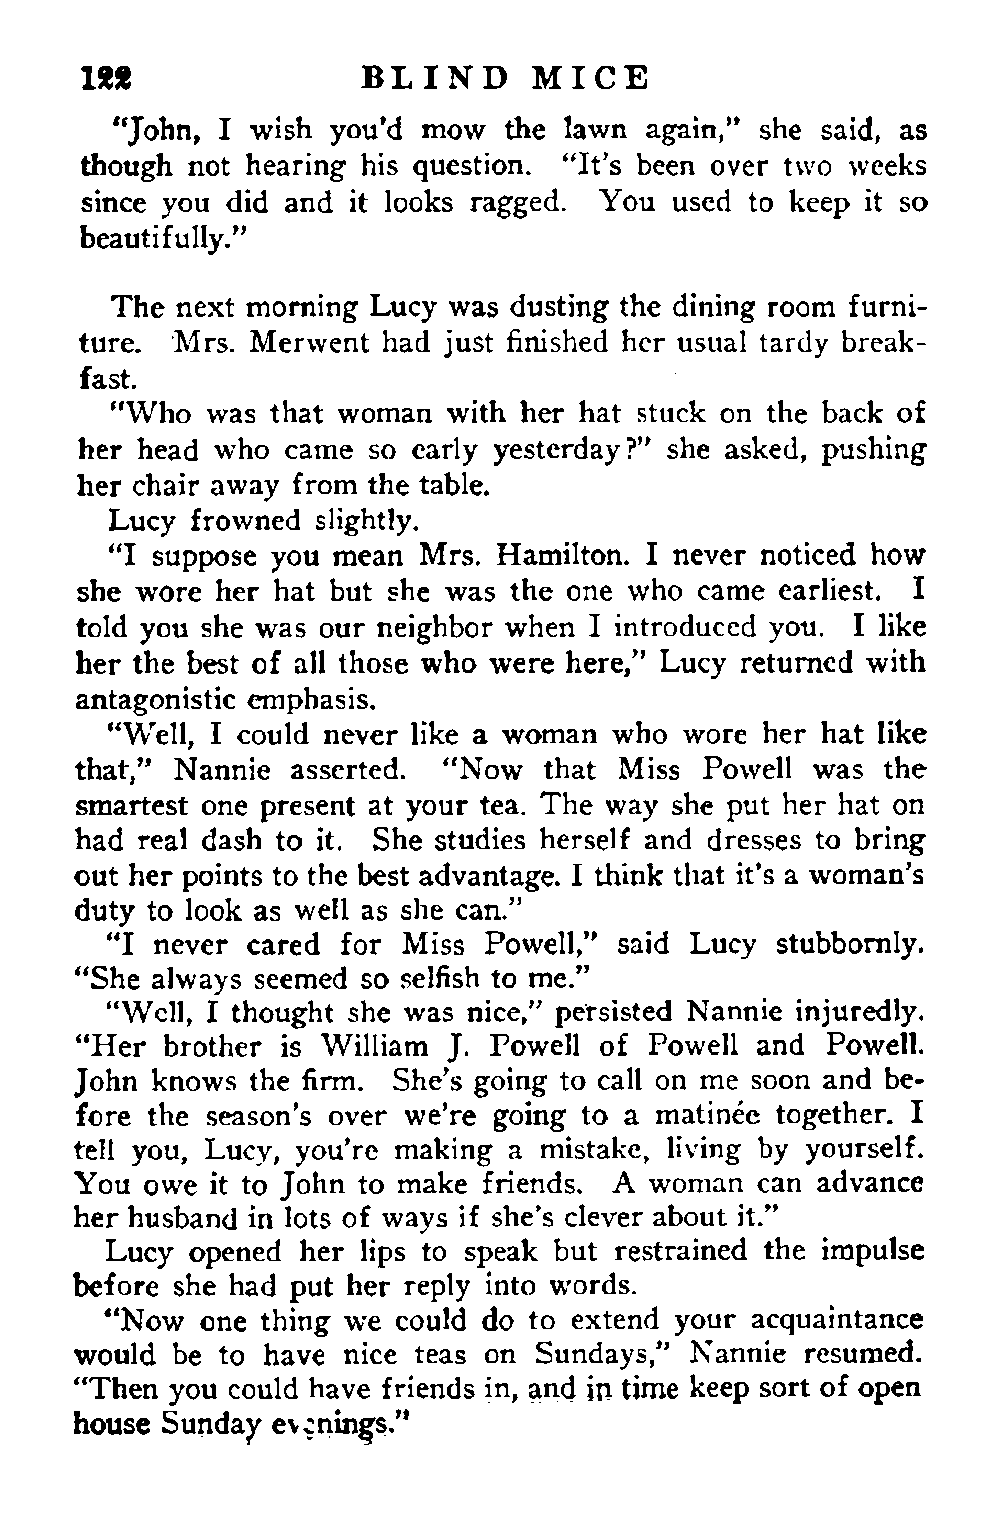 122 BLIND MICE
“John, I wish you’d mow the lawn again,” she said, as
though not hearing his question. “It’s been over two weeks
since you did and it looks ragged. You used to keep it so
beautifully.”
The next morning Lucy was dusting the dining room furni-
ture. Mrs. Merwent had just finished her usual tardy break-
fast.
“Who was that woman with her hat stuck on the back of
her head who came so early yesterday?” she asked, pushing
her chair away from the table.
Lucy frowned slightly.
“I suppose you mean Mrs. Hamilton. I never noticed how
she wore her hat but she was the one who came earliest. I
told you she was our neighbor when I introduced you. I like
her the best of all those who were here,” Lucy returned with
antagonistic emphasis.
“Well, I could never like a woman who wore her hat like
that,” Nannie asserted. “Now that Miss Powell was the
smartest one present at your tea. The way she put her hat on
had real dash to it. She studies herself and dresses to bring
out her points to the best advantage. I think that it’s a woman’s
duty to look as well as she can.”
“I never cared for Miss Powell,” said Lucy stubbornly.
“She always seemed so selfish to me.”
“Well, I thought she was nice,” persisted Nannie injuredly.
“Her brother is William J. Powell of Powell and Powell.
John knows the firm. She’s going to call on me soon and be-
fore the season’s over we’re going to a matinée together. I
tell you, Lucy, you’re making a mistake, living by yourself.
You owe it to John to make friends. A woman can advance
her husband in lots of ways if she’s clever about it.”
Lucy opened her lips to speak but restrained the impulse
before she had put her reply into words.
“Now one thing we could do to extend your acquaintance
would be to have nice teas on Sundays,” Nannie resumed.
“Then you could have friends in, and in time keep sort of open
house Sunday evenings.”